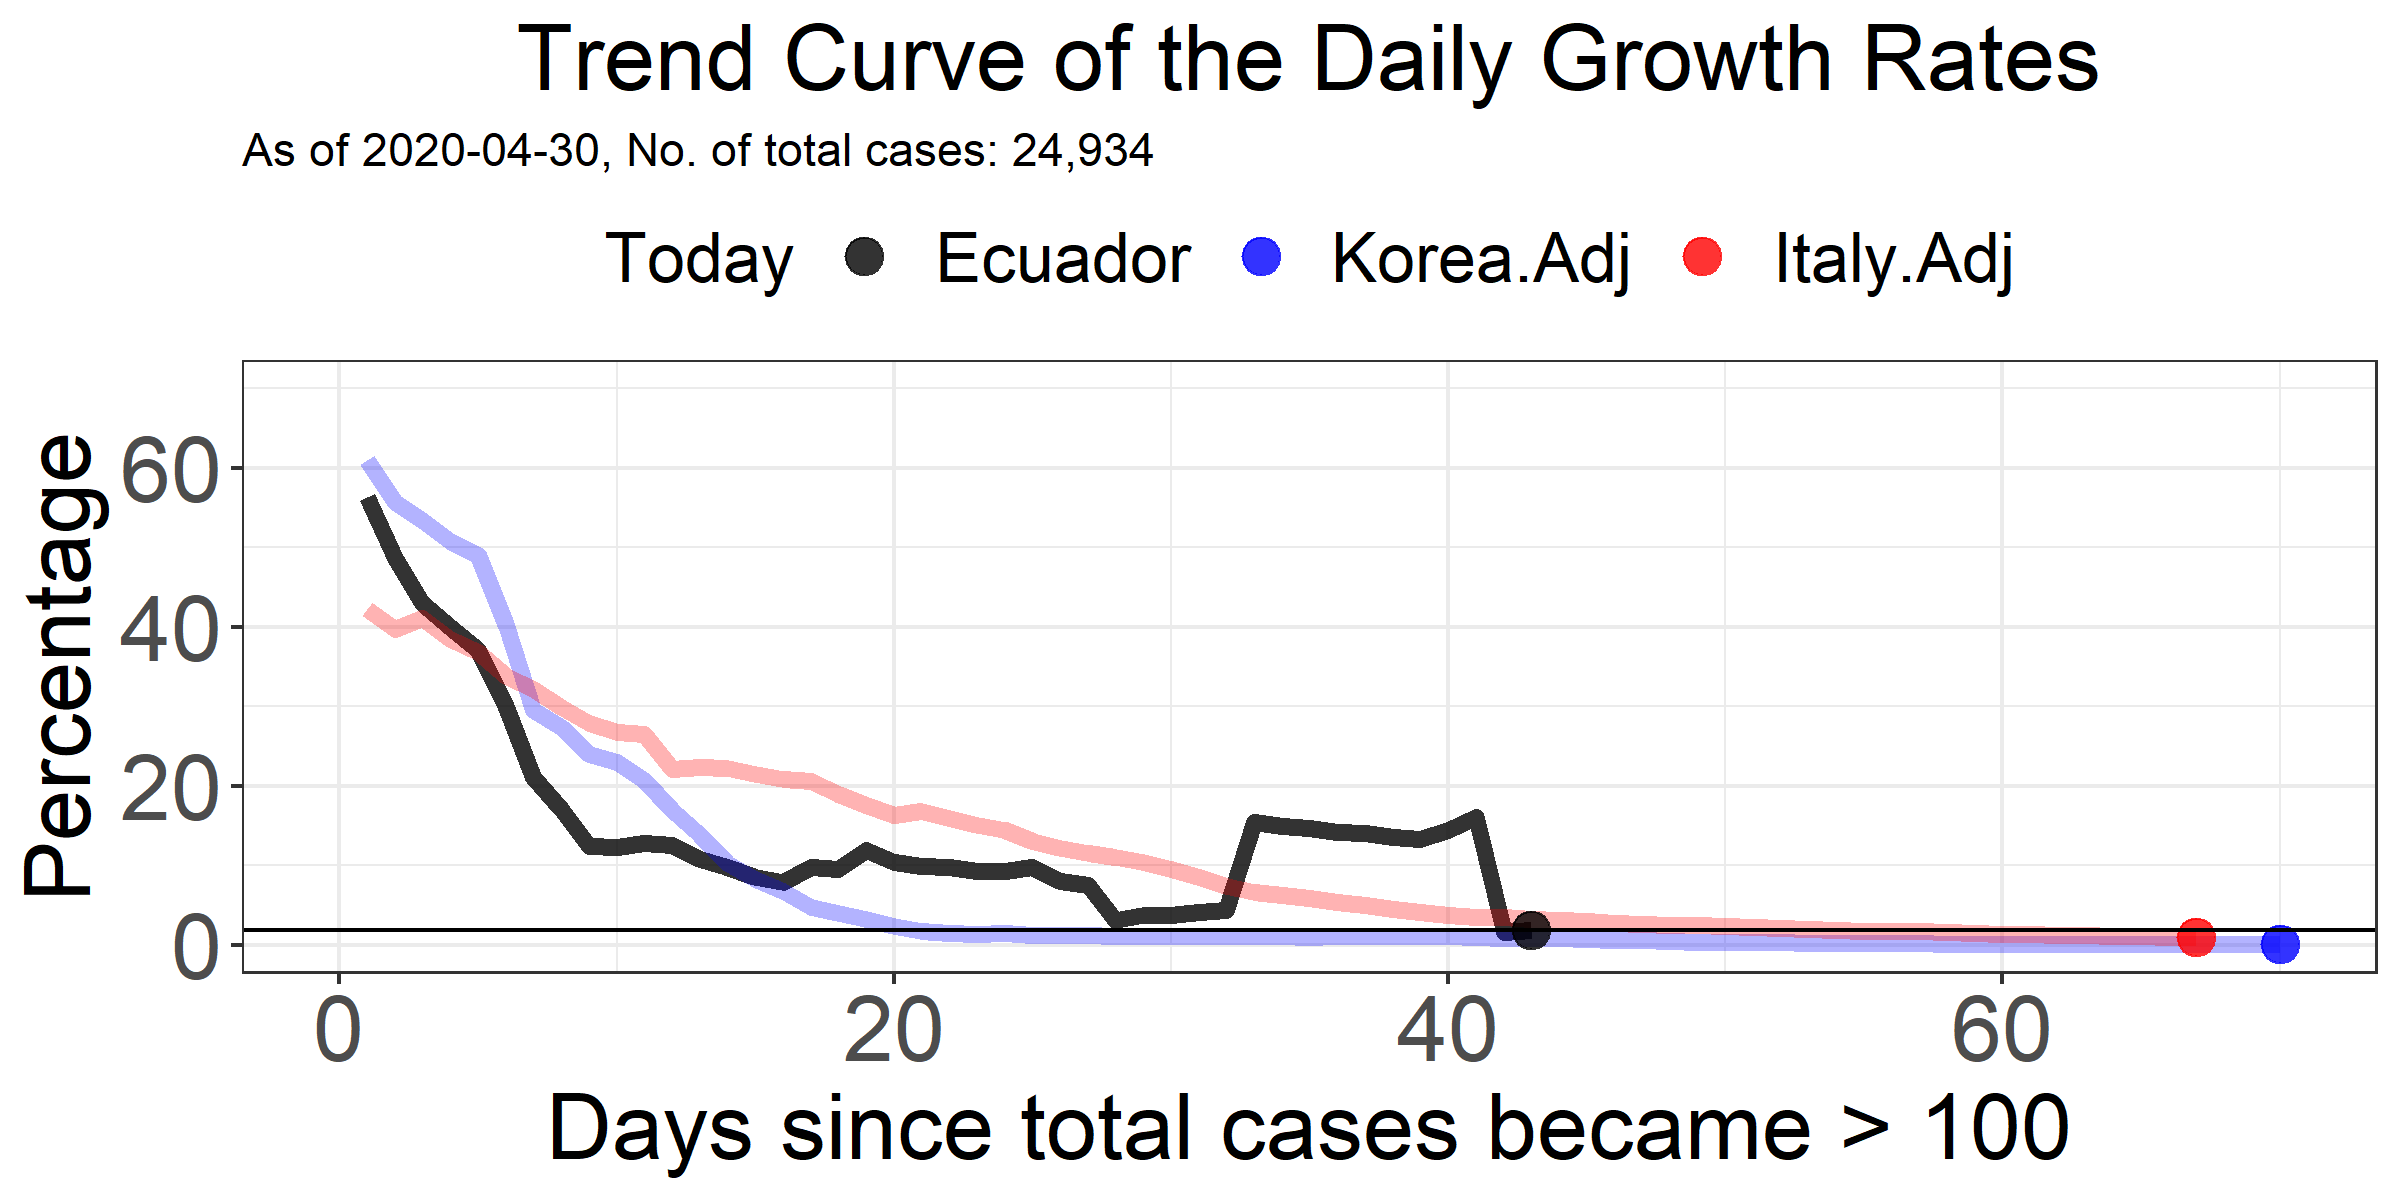 Trend Curve of the Daily Growth Rates
As of 2020-04-30, No. of total cases: 24,934
Today Ecuador Korea.Adj Italy.Adj
Percentage
60
40
20
0
0 20 40 60
Days since total cases became > 100